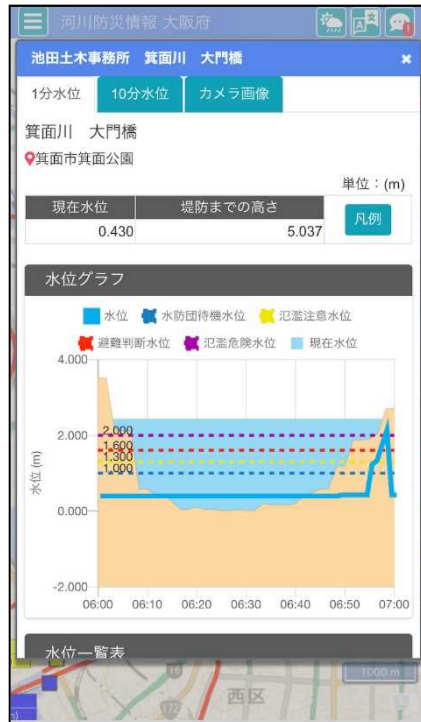 河川防災情報 大阪府
池田土木事務所 箕面川 大門橋 ×
1分水位 10分水位 カメラ画像
箕面川 大門橋
箕面市箕面公園
単位：(m)
現在水位 堤防までの高さ 凡例
0.430 5.037
水位グラフ
水位 水防団待機水位 氾濫注意水位
避難判断水位 氾濫危険水位 現在水位
水位 (m)
4.000
2.000
0.000
-2.000
2.000
1.600
1.300
1.000
06:00 06:10 06:20 06:30 06:40 06:50 07:00
水位一覧表
1000 m
西区